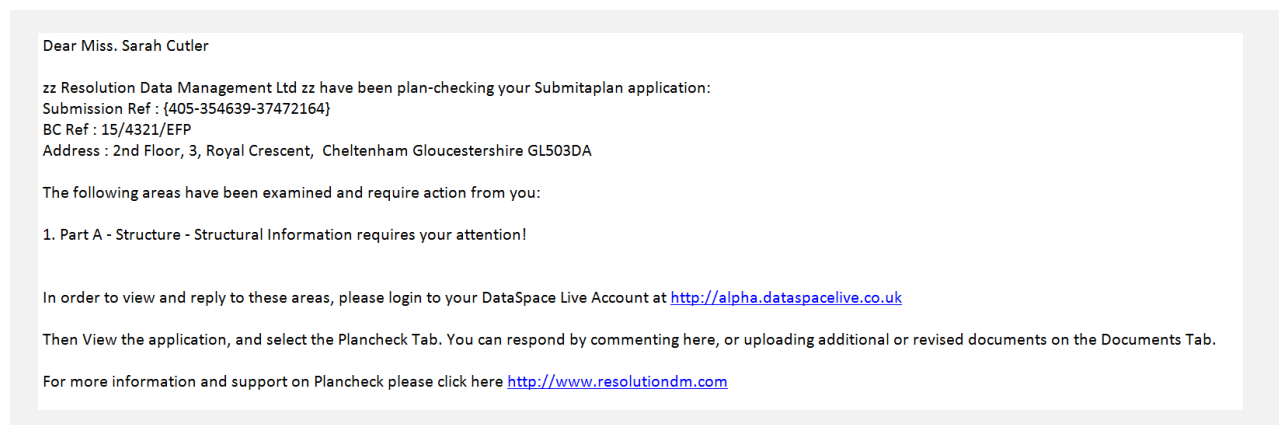 Dear Miss. Sarah Cutler
zz Resolution Data Management Ltd zz have been plan-checking your Submitaplan application:
Submission Ref : {405-354639-37472164}
BC Ref : 15/4321/EFP
Address : 2nd Floor, 3, Royal Crescent,  Cheltenham Gloucestershire GL503DA
The following areas have been examined and require action from you:
1. Part A - Structure - Structural Information requires your attention!
In order to view and reply to these areas, please login to your DataSpace Live Account at http://alpha.dataspacelive.co.uk
Then View the application, and select the Plancheck Tab. You can respond by commenting here, or uploading additional or revised documents on the Documents Tab.
For more information and support on Plancheck please click here http://www.resolutiondm.com